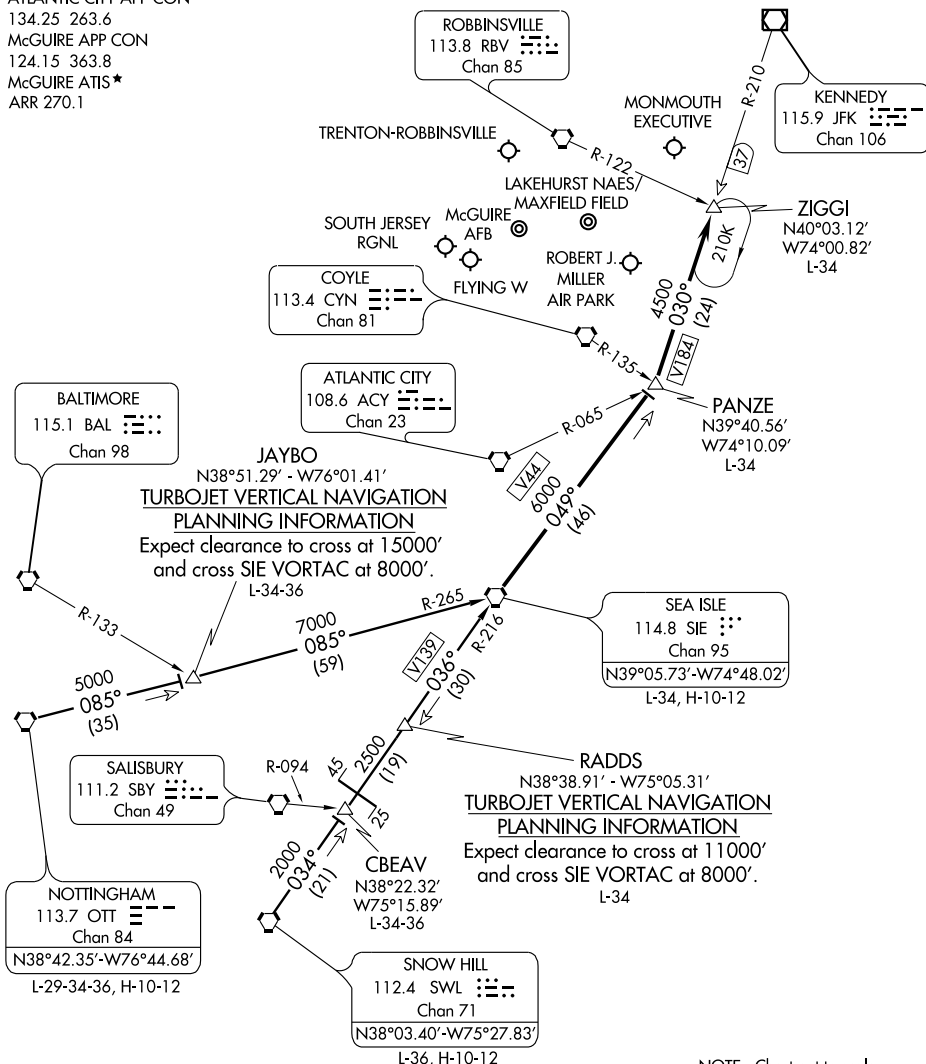 ATLANTIC CITY APP CON
134.25 263.6
McGUIRE APP CON
124.15 363.8
McGUIRE ATIS★
ARR 270.1
ROBBINSVILLE
113.8 RBV
Chan 85
R-210
KENNEDY
115.9 JFK
Chan 106
MONMOUTH
EXECUTIVE
TRENTON-ROBBINSVILLE
R-122
37
LAKEHURST NAES/
MAXFIELD FIELD
ZIGGI
N40°03.12'
W74°00.82'
L-34
210K
SOUTH JERSEY
RGNL
McGUIRE
AFB
FLYING W
ROBERT J.
MILLER
AIR PARK
4500
030°
(24)
V184
COYLE
113.4 CYN
Chan 81
R-135
ATLANTIC CITY
108.6 ACY
Chan 23
R-065
PANZE
N39°40.56'
W74°10.09'
L-34
BALTIMORE
115.1 BAL
Chan 98
V44
6000
049°
(46)
JAYBO
N38°51.29' - W76°01.41'
TURBOJET VERTICAL NAVIGATION
PLANNING INFORMATION
Expect clearance to cross at 15000'
and cross SIE VORTAC at 8000'.
L-34-36
R-133
7000
085°
(59)
R-265
R-216
SEA ISLE
114.8 SIE
Chan 95
N39°05.73'-W74°48.02'
L-34, H-10-12
5000
085°
(35)
V139
036°
(30)
RADDS
N38°38.91' - W75°05.31'
TURBOJET VERTICAL NAVIGATION
PLANNING INFORMATION
Expect clearance to cross at 11000'
and cross SIE VORTAC at 8000'.
L-34
2500
(19)
45
25
SALISBURY
111.2 SBY
Chan 49
R-094
CBEAV
N38°22.32'
W75°15.89'
L-34-36
2000
034°
(21)
NOTTINGHAM
113.7 OTT
Chan 84
N38°42.35'-W76°44.68'
L-29-34-36, H-10-12
SNOW HILL
112.4 SWL
Chan 71
N38°03.40'-W75°27.83'
L-36, H-10-12
NOTE: Chart not to scale